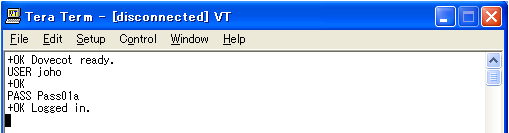 Tera Term - [disconnected] VT
File Edit Setup Control Window Help
+OK Dovecot ready.
USER joho
+OK
PASS Pass01a
+OK Logged in.